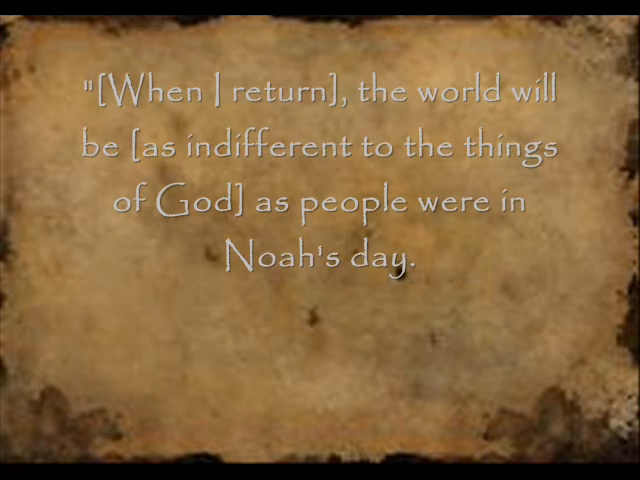 "[When I return], the world will
be [as indifferent to the things
of God] as people were in
Noah's day.